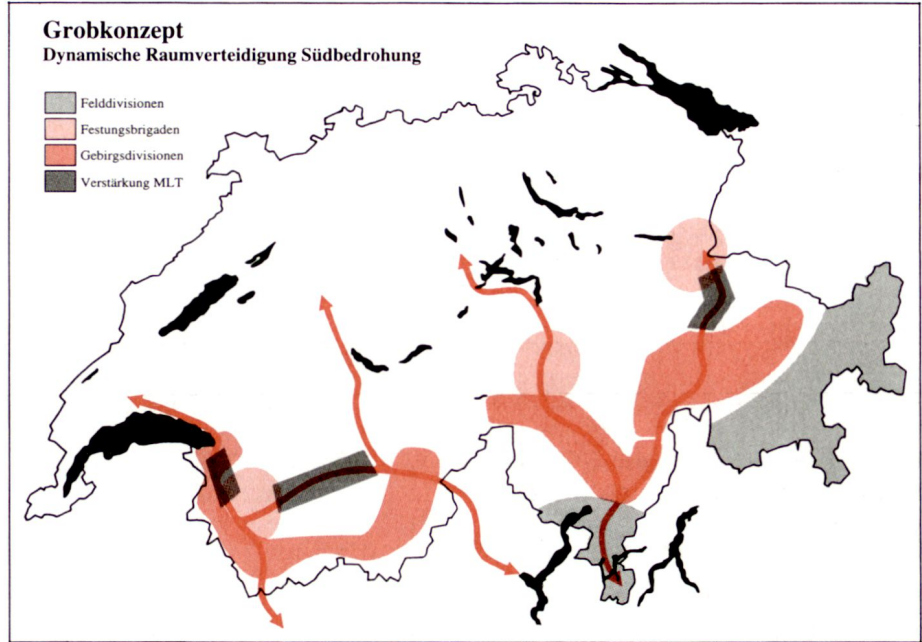 Grobkonzept
Dynamische Raumverteidigung Südbedrohung
Felddivisionen
Festungsbrigaden
Gebirgsdivisionen
Verstärkung MLT